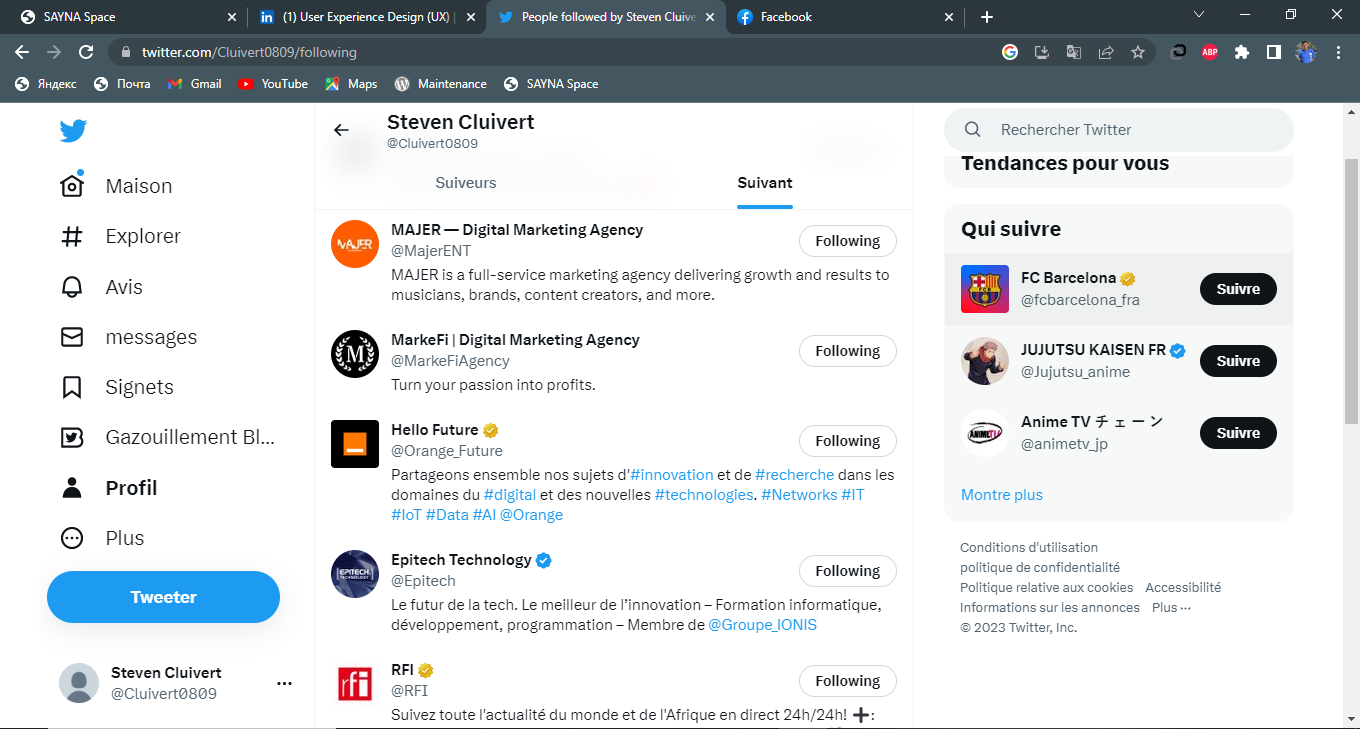 SAYNA Space
(1) User Experience Design (UX) |
People followed by Steven Cluive
Facebook
twitter.com/Cluivert0809/following
ABP
Яндекс
Почта
Gmail
YouTube
Maps
Maintenance
SAYNA Space
Maison
Explorer
Avis
messages
Signets
Gazouillement Bl...
Profil
Plus
Tweeter
Steven Cluivert
@Cluivert0809
Steven Cluivert
@Cluivert0809
Suiveurs
Suivant
MAJER
MAJER — Digital Marketing Agency
@MajerENT
Following
MAJER is a full-service marketing agency delivering growth and results to
musicians, brands, content creators, and more.
M
MarkeFi | Digital Marketing Agency
@MarkeFiAgency
Following
Turn your passion into profits.
Hello Future
@Orange_Future
Following
Partageons ensemble nos sujets d'#innovation et de #recherche dans les
domaines du #digital et des nouvelles #technologies. #Networks #IT
#IoT #Data #AI @Orange
EPITECH
TECHNOLOGY
Epitech Technology
@Epitech
Following
Le futur de la tech. Le meilleur de l’innovation – Formation informatique,
développement, programmation – Membre de @Groupe_IONIS
rfi
RFI
@RFI
Following
Suivez toute l'actualité du monde et de l'Afrique en direct 24h/24h! ➕:
Rechercher Twitter
Tendances pour vous
Qui suivre
FC Barcelona
@fcbarcelona_fra
Suivre
JUJUTSU KAISEN FR
@Jujutsu_anime
Suivre
ANIMETV
Anime TV チェーン
@animetv_jp
Suivre
Montre plus
Conditions d'utilisation
politique de confidentialité
Politique relative aux cookies Accessibilité
Informations sur les annonces Plus ···
© 2023 Twitter, Inc.